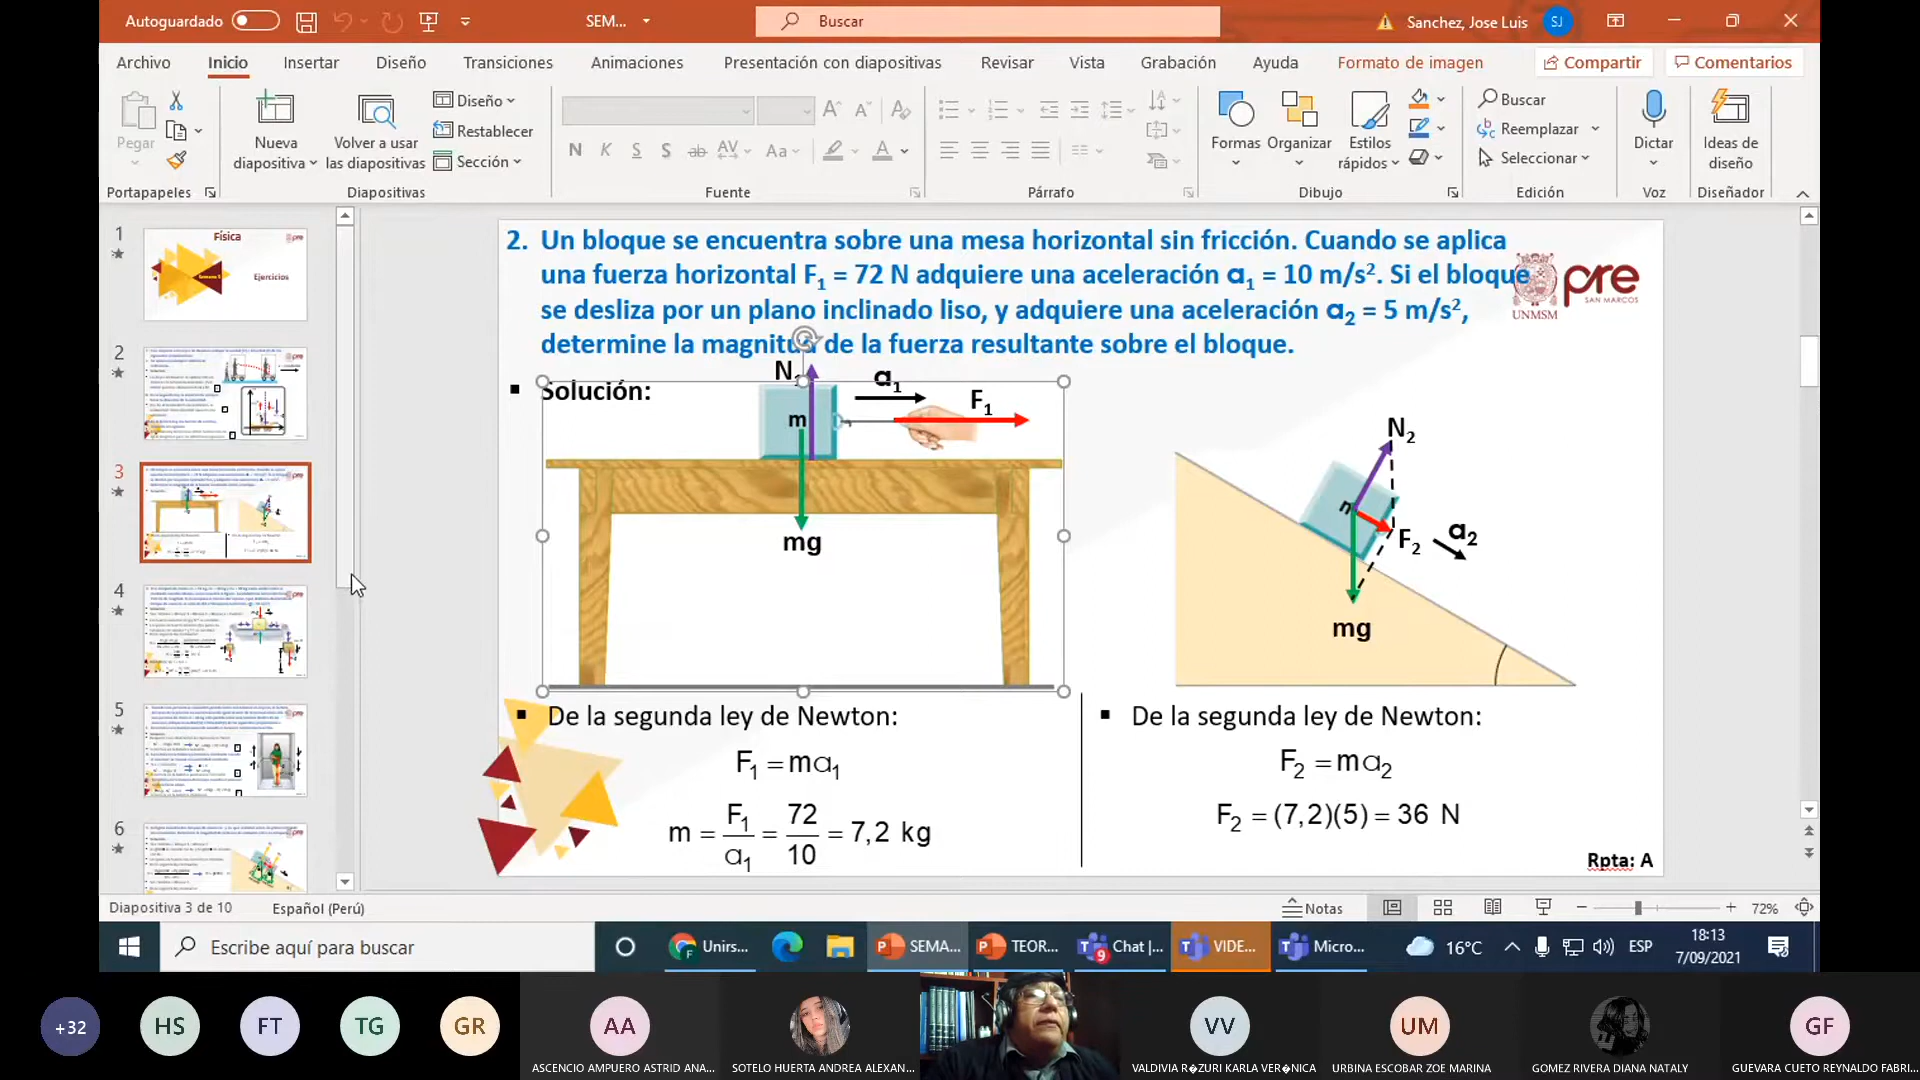 Autoguardado
SEM...
Buscar
Sanchez, Jose Luis
SJ
Archivo Inicio Insertar Diseño Transiciones Animaciones Presentación con diapositivas Revisar Vista Grabación Ayuda Formato de imagen
Compartir
Comentarios
Pegar
Nueva diapositiva
Volver a usar las diapositivas
Diseño
Restablecer
Sección
N K S S ab AV Aa A
Formas
Organizar
Estilos rápidos
Buscar
Reemplazar
Seleccionar
Dictar
Ideas de diseño
Portapapeles Diapositivas Fuente Párrafo Dibujo Edición Voz Diseñador
1
Física
Ejercicios
2
3
4
5
6
2. Un bloque se encuentra sobre una mesa horizontal sin fricción. Cuando se aplica
una fuerza horizontal F₁ = 72 N adquiere una aceleración a₁ = 10 m/s². Si el bloque
se desliza por un plano inclinado liso, y adquiere una aceleración a₂ = 5 m/s²,
determine la magnitud de la fuerza resultante sobre el bloque.
UNMSM
pre
SAN MARCOS
Solución:
N₁
a₁
F₁
m
mg
N₂
F₂
a₂
mg
De la segunda ley de Newton:
F₁ = ma₁
m = F₁/a₁ = 72/10 = 7,2 kg
De la segunda ley de Newton:
F₂ = ma₂
F₂ = (7,2)(5) = 36 N
Rpta: A
Diapositiva 3 de 10
Español (Perú)
Notas
72%
Escribe aquí para buscar
Unirs...
SEMA...
TEOR...
Chat |...
9
VIDE...
Micro...
16°C
ESP
18:13
7/09/2021
+32
HS
FT
TG
GR
AA
VV
UM
GF
ASCENCIO AMPUERO ASTRID ANA...
SOTELO HUERTA ANDREA ALEXAN...
VALDIVIA R�ZURI KARLA VER�NICA
URBINA ESCOBAR ZOE MARINA
GOMEZ RIVERA DIANA NATALY
GUEVARA CUETO REYNALDO FABRI...